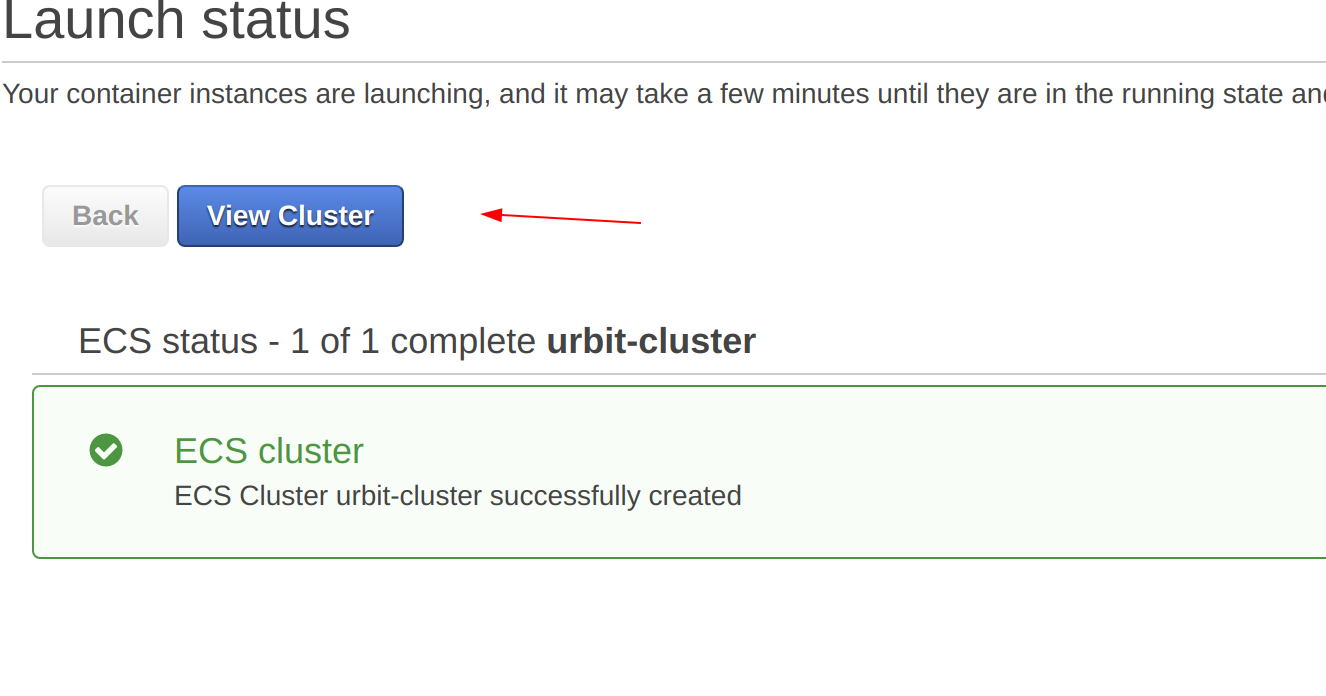 Launch status
Your container instances are launching, and it may take a few minutes until they are in the running state
Back
View Cluster
ECS status - 1 of 1 complete urbit-cluster
ECS cluster
ECS Cluster urbit-cluster successfully created